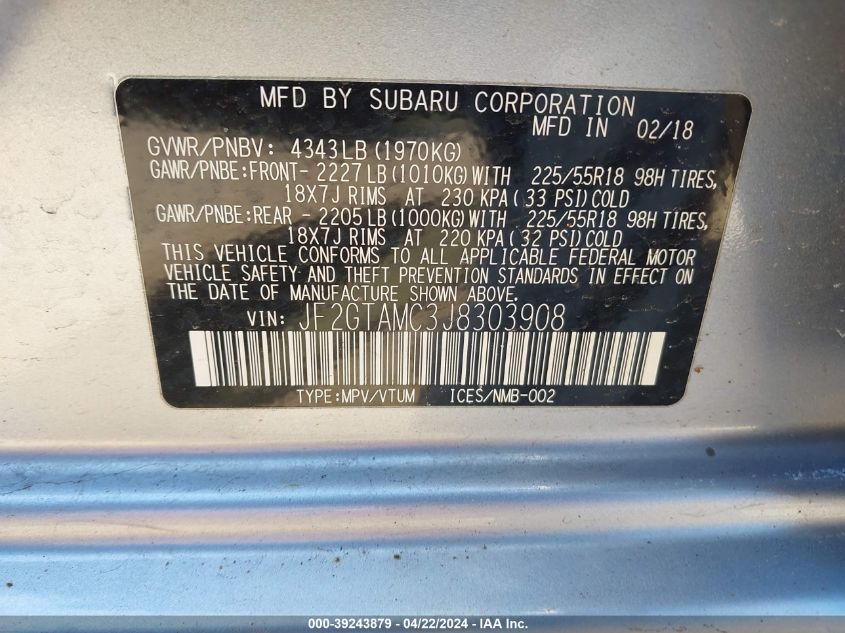 MFD BY SUBARU CORPORATION
MFD IN 02/18
GVWR/PNBV: 4343LB (1970KG)
GAWR/PNBE:FRONT- 2227LB (1010KG) WITH 225/55R18 98H TIRES,
18X7J RIMS AT 230 KPA( 33 PSI) COLD
GAWR/PNBE:REAR - 2205LB (1000KG) WITH 225/55R18 98H TIRES,
18X7J RIMS AT 220 KPA( 32 PSI) COLD
THIS VEHICLE CONFORMS TO ALL APPLICABLE FEDERAL MOTOR
VEHICLE SAFETY AND THEFT PREVENTION STANDARDS IN EFFECT ON
THE DATE OF MANUFACTURE SHOWN ABOVE.
VIN: JF2GTAMC3J8303908
TYPE:MPV/VTUM ICES/NMB-002
000-39243879 - 04/22/2024 - IAA Inc.